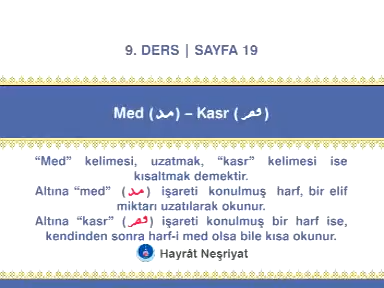 9. DERS | SAYFA 19
Med (مد) – Kasr (قصر)
“Med” kelimesi, uzatmak, “kasr” kelimesi ise
kısaltmak demektir.
Altına “med” (مد) işareti konulmuş harf, bir elif
miktarı uzatılarak okunur.
Altına “kasr” (قصر) işareti konulmuş bir harf ise,
kendinden sonra harf-i med olsa bile kısa okunur.
Hayrât Neşriyat